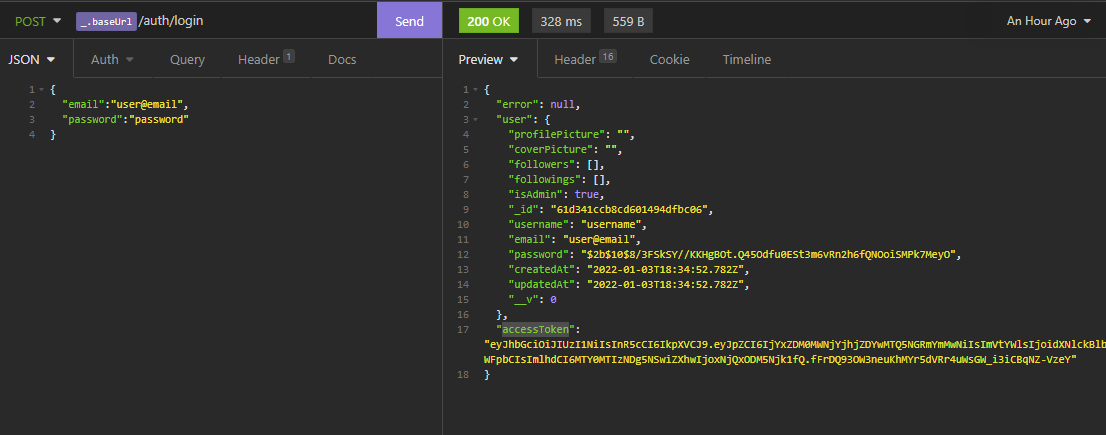 POST _.baseUrl /auth/login Send 200 OK 328 ms 559 B An Hour Ago
JSON Auth Query Header 1 Docs Preview Header 16 Cookie Timeline
1 {
2 "email":"user@email",
3 "password":"password"
4 }
1 {
2 "error": null,
3 "user": {
4 "profilePicture": "",
5 "coverPicture": "",
6 "followers": [],
7 "followings": [],
8 "isAdmin": true,
9 "_id": "61d341ccb8cd601494dfbc06",
10 "username": "username",
11 "email": "user@email",
12 "password": "$2b$10$8/3FSkSY//KKHgBOt.Q45Odfu0ESt3m6vRn2h6fQNOoiSMPk7MeyO",
13 "createdAt": "2022-01-03T18:34:52.782Z",
14 "updatedAt": "2022-01-03T18:34:52.782Z",
15 "__v": 0
16 },
17 "accessToken":
"eyJhbGciOiJIUzI1NiIsInR5cCI6IkpXVCJ9.eyJpZCI6IjYxZDM0MWNjYjhjZDYwMTQ5NGRmYmMwNiIsImVtYWlsIjoidXNlckBlb
WFpbCIsImlhdCI6MTY0MTIzNDg5NSwiZXhwIjoxNjQxODM5Njk1fQ.fFrDQ93OW3neuKhMYr5dVRr4uWsGW_i3iCBqNZ-VzeY"
18 }